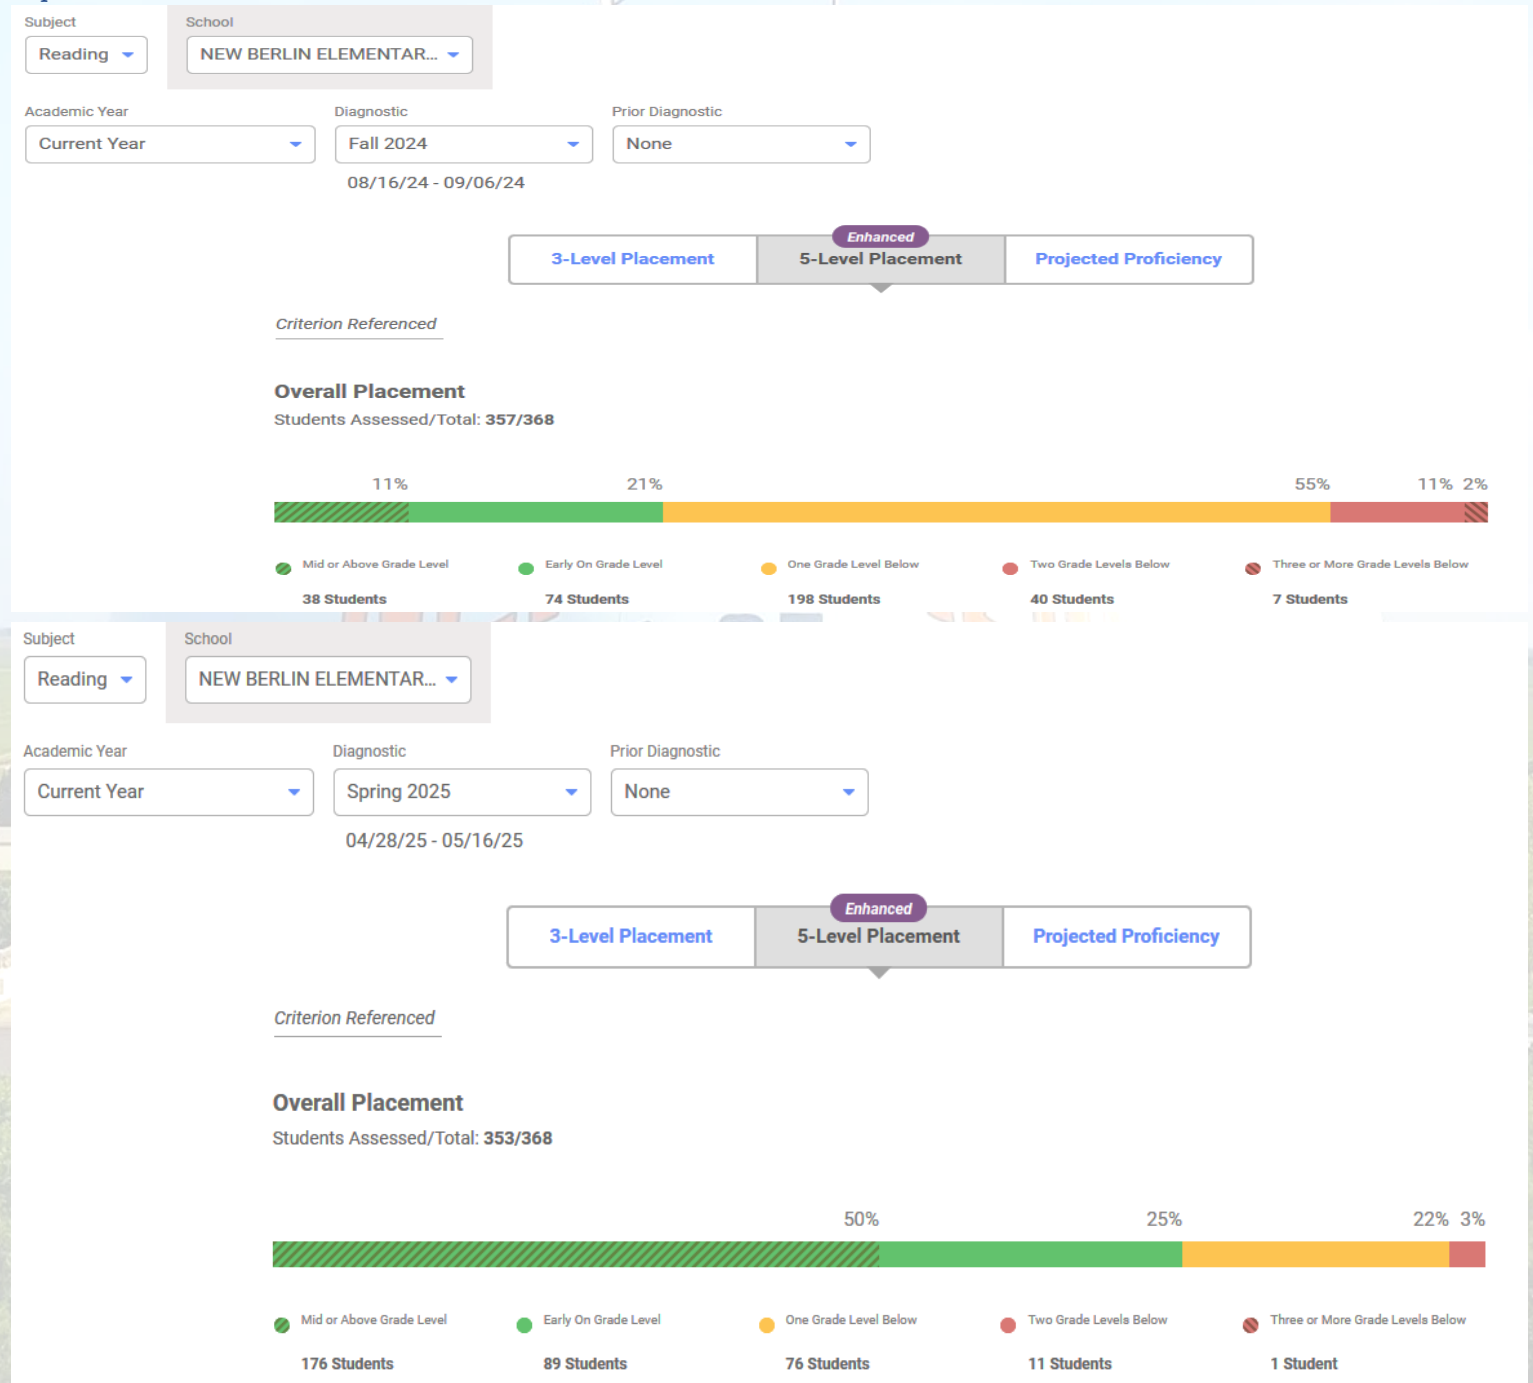 Subject School
Reading NEW BERLIN ELEMENTAR...
Academic Year Diagnostic Prior Diagnostic
Current Year Fall 2024 None
08/16/24 - 09/06/24
Enhanced
3-Level Placement 5-Level Placement Projected Proficiency
Criterion Referenced
Overall Placement
Students Assessed/Total: 357/368
11% 21% 55% 11% 2%
Mid or Above Grade Level Early On Grade Level One Grade Level Below Two Grade Levels Below Three or More Grade Levels Below
38 Students 74 Students 198 Students 40 Students 7 Students
Subject School
Reading NEW BERLIN ELEMENTAR...
Academic Year Diagnostic Prior Diagnostic
Current Year Spring 2025 None
04/28/25 - 05/16/25
Enhanced
3-Level Placement 5-Level Placement Projected Proficiency
Criterion Referenced
Overall Placement
Students Assessed/Total: 353/368
50% 25% 22% 3%
Mid or Above Grade Level Early On Grade Level One Grade Level Below Two Grade Levels Below Three or More Grade Levels Below
176 Students 89 Students 76 Students 11 Students 1 Student